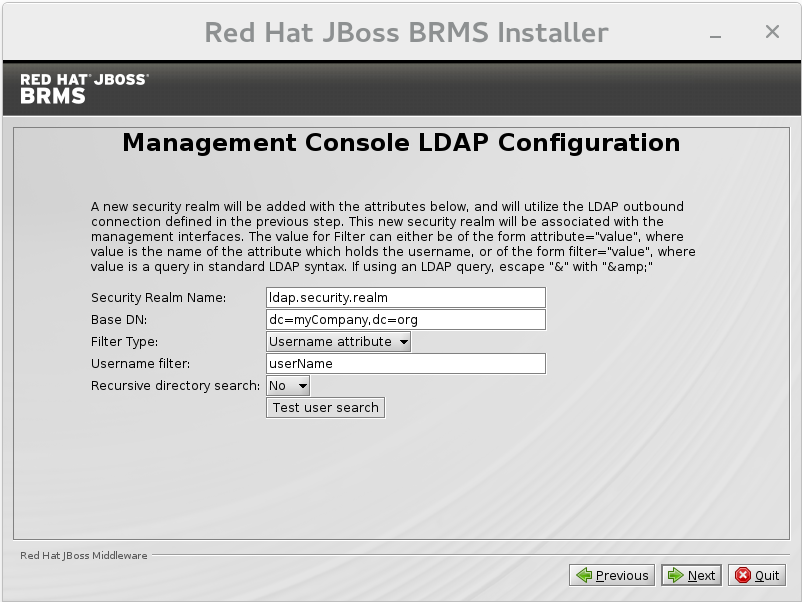 Red Hat JBoss BRMS Installer
RED HAT® JBOSS®
BRMS
Management Console LDAP Configuration
A new security realm will be added with the attributes below, and will utilize the LDAP outbound
connection defined in the previous step. This new security realm will be associated with the
management interfaces. The value for Filter can either be of the form attribute="value", where
value is the name of the attribute which holds the username, or of the form filter="value", where
value is a query in standard LDAP syntax. If using an LDAP query, escape "&" with "&amp;"
Security Realm Name: ldap.security.realm
Base DN: dc=myCompany,dc=org
Filter Type: Username attribute
Username filter: userName
Recursive directory search: No
Test user search
Red Hat JBoss Middleware
Previous Next Quit